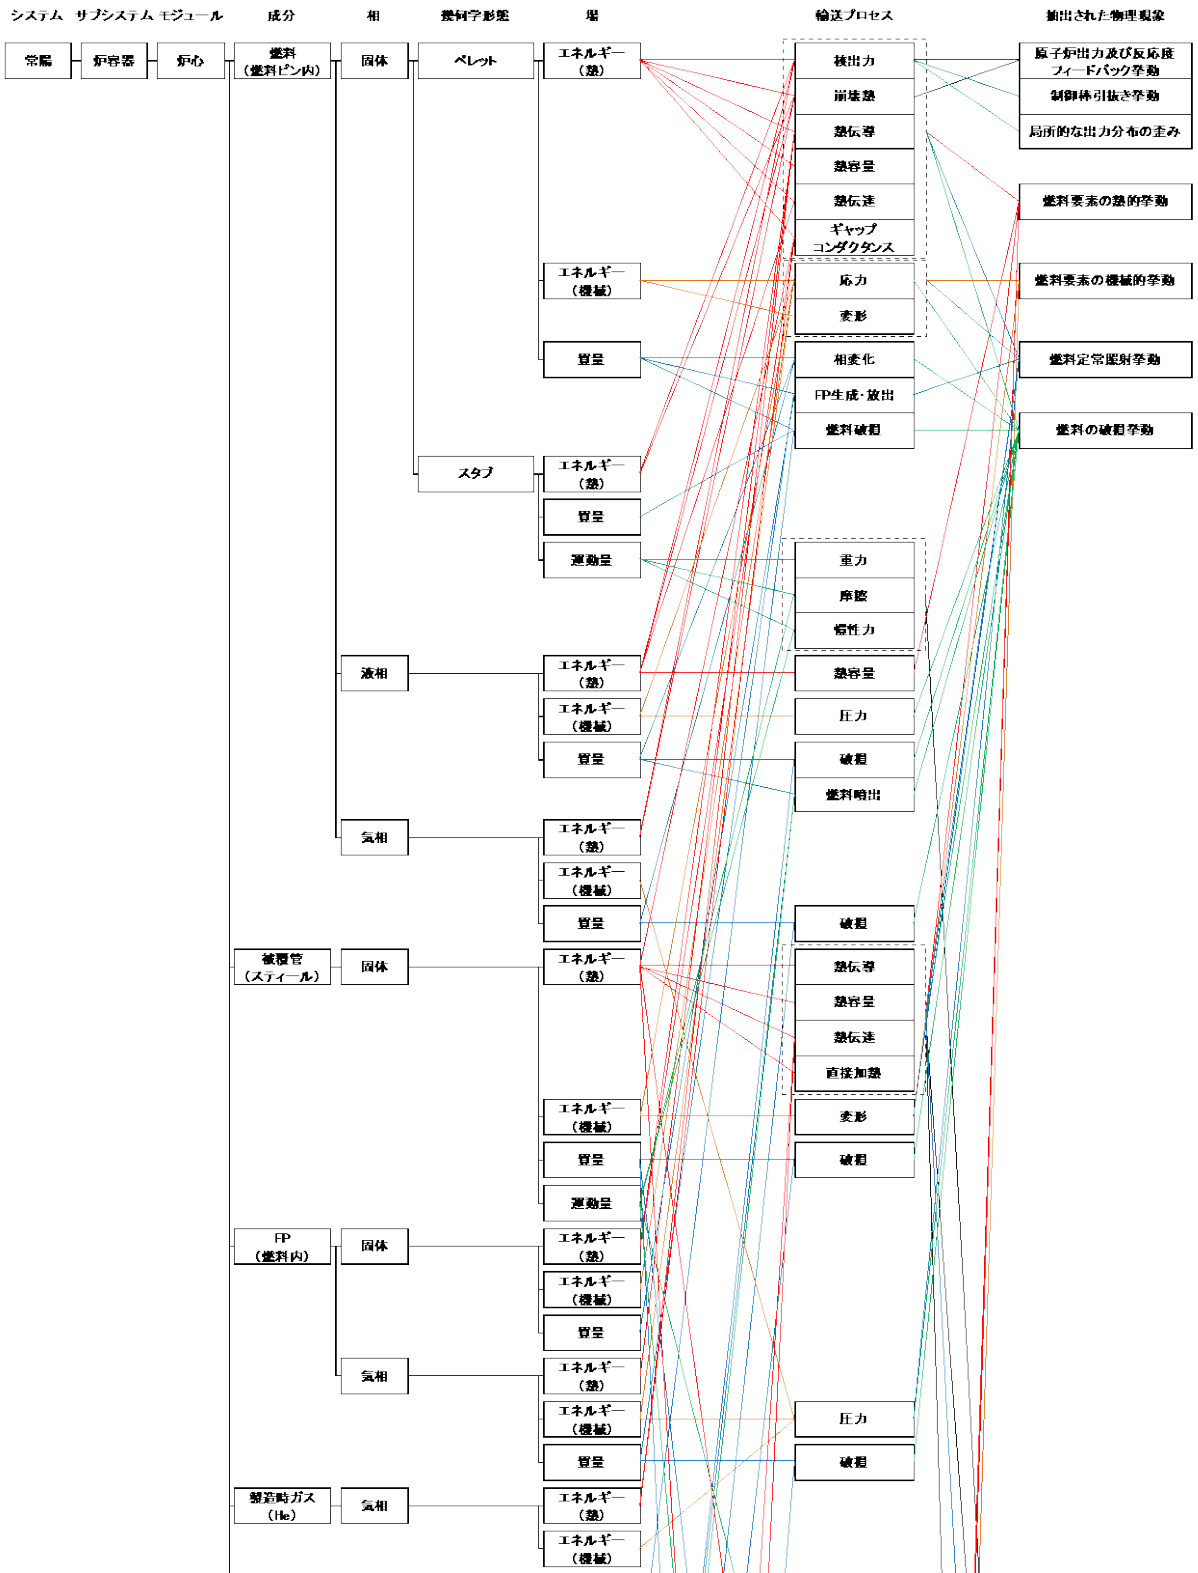 システム サブシステム モジュール 成分 相 幾何学形態 場 輸送プロセス 抽出された物理現象
常陽 炉容器 炉心
燃料
（燃料ピン内）
固体 ペレット
エネルギー
（熱）
核出力
崩壊熱
熱伝導
熱容量
熱伝達
ギャップ
コンダクタンス
原子炉出力及び反応度
フィードバック挙動
制御棒引抜き挙動
局所的な出力分布の歪み
燃料要素の熱的挙動
エネルギー
（機械）
応力
変形
燃料要素の機械的挙動
質量
相変化
FP生成・放出
燃料破損
燃料定常照射挙動
燃料の破損挙動
スタブ
エネルギー
（熱）
質量
運動量
重力
摩擦
慣性力
液相
エネルギー
（熱）
熱容量
エネルギー
（機械）
圧力
質量
破損
燃料噴出
気相
エネルギー
（熱）
エネルギー
（機械）
質量
破損
被覆管
（スティール）
固体
エネルギー
（熱）
熱伝導
熱容量
熱伝達
直接加熱
エネルギー
（機械）
変形
質量
破損
運動量
FP
（燃料内）
固体
エネルギー
（熱）
エネルギー
（機械）
質量
気相
エネルギー
（熱）
エネルギー
（機械）
圧力
質量
破損
製造時ガス
（He）
気相
エネルギー
（熱）
エネルギー
（機械）